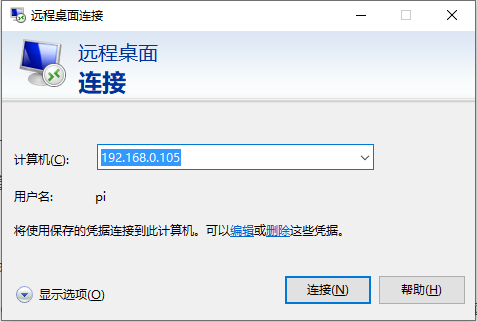 远程桌面连接
远程桌面
连接
计算机(C): 192.168.0.105
用户名: pi
将使用保存的凭据连接到此计算机。可以编辑或删除这些凭据。
显示选项(O) 连接(N) 帮助(H)